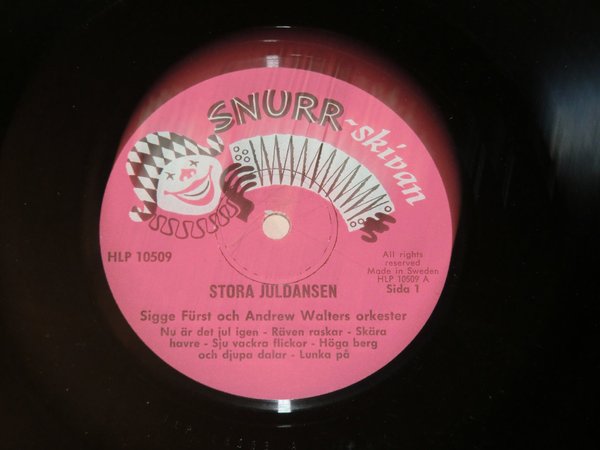 SNURR
-skivan
HLP 10509
All rights
reserved
Made in Sweden
HLP 10509 A
Sida 1
STORA JULDANSEN
Sigge Fürst och Andrew Walters orkester
Nu är det jul igen - Räven raskar - Skära
havre - Sju vackra flickor - Höga berg
och djupa dalar - Lunka på